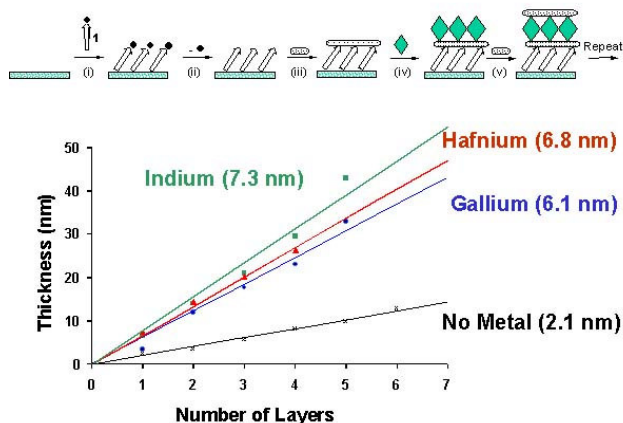 1
(i)
(ii)
(iii)
(iv)
(v)
Repeat
Thickness (nm)
50
40
30
20
10
0
Indium (7.3 nm)
Hafnium (6.8 nm)
Gallium (6.1 nm)
No Metal (2.1 nm)
0 1 2 3 4 5 6 7
Number of Layers